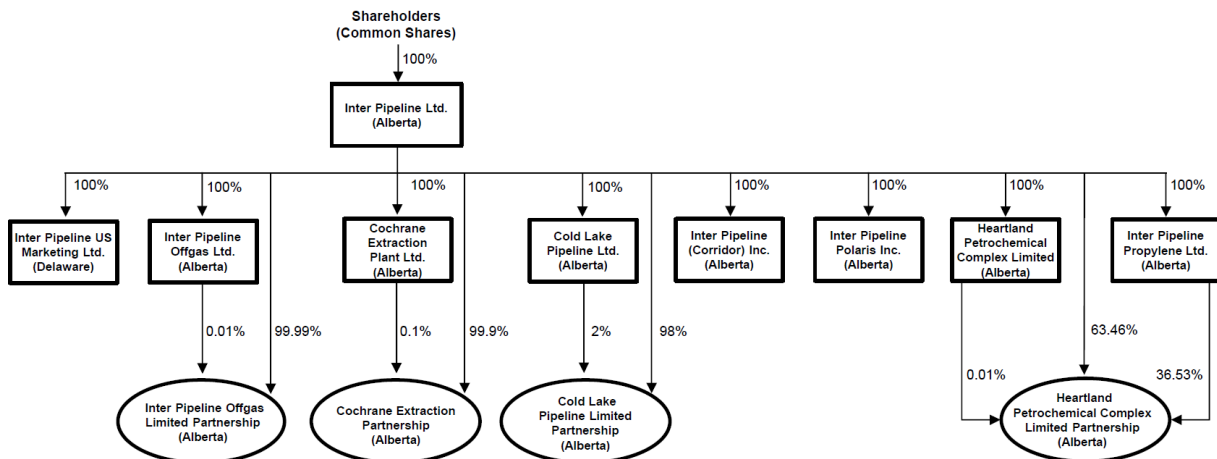 Shareholders
(Common Shares)
100%
Inter Pipeline Ltd.
(Alberta)
100%
100%
100%
100%
100%
100%
100%
100%
Inter Pipeline US
Marketing Ltd.
(Delaware)
Inter Pipeline
Offgas Ltd.
(Alberta)
Cochrane
Extraction
Plant Ltd.
(Alberta)
Cold Lake
Pipeline Ltd.
(Alberta)
Inter Pipeline
(Corridor) Inc.
(Alberta)
Inter Pipeline
Polaris Inc.
(Alberta)
Heartland
Petrochemical
Complex Limited
(Alberta)
Inter Pipeline
Propylene Ltd.
(Alberta)
0.01%
99.99%
0.1%
99.9%
2%
98%
63.46%
0.01%
36.53%
Inter Pipeline Offgas
Limited Partnership
(Alberta)
Cochrane Extraction
Partnership
(Alberta)
Cold Lake
Pipeline Limited
Partnership
(Alberta)
Heartland
Petrochemical Complex
Limited Partnership
(Alberta)